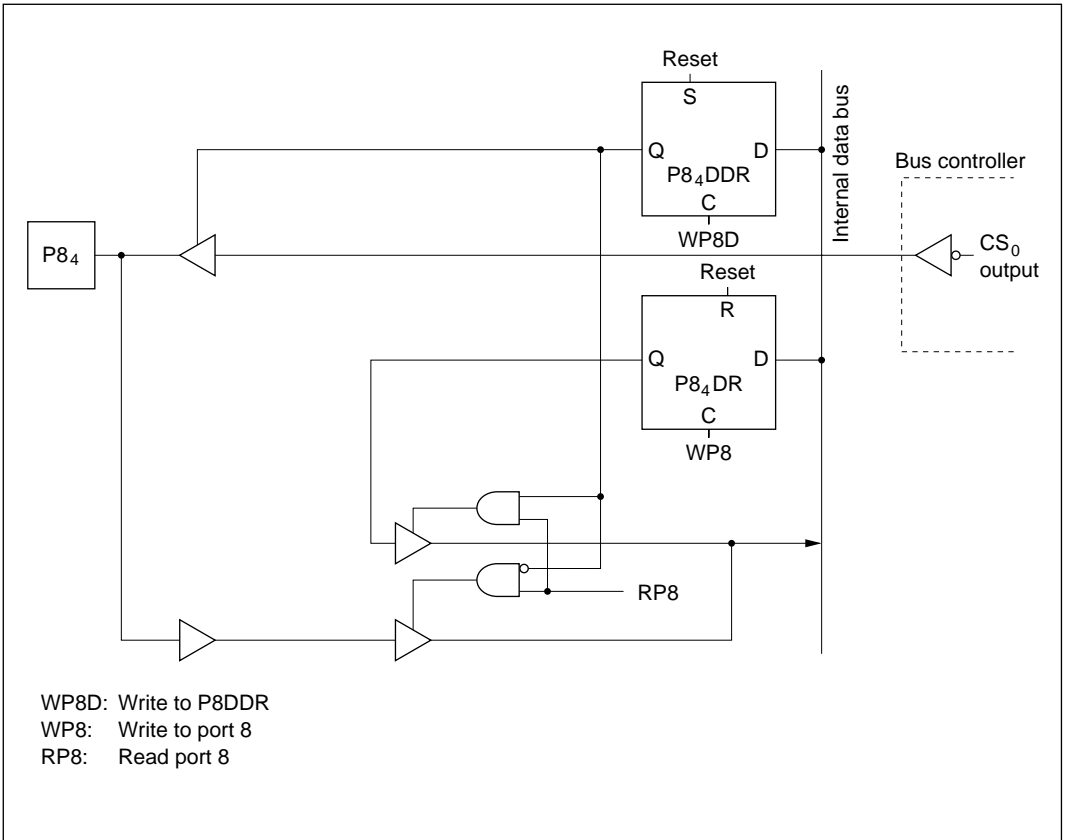 Reset
S
Q
D
P8₄DDR
C
WP8D
Internal data bus
Bus controller
P8₄
CS₀
output
Reset
R
Q
D
P8₄DR
C
WP8
RP8
WP8D: Write to P8DDR
WP8: Write to port 8
RP8: Read port 8